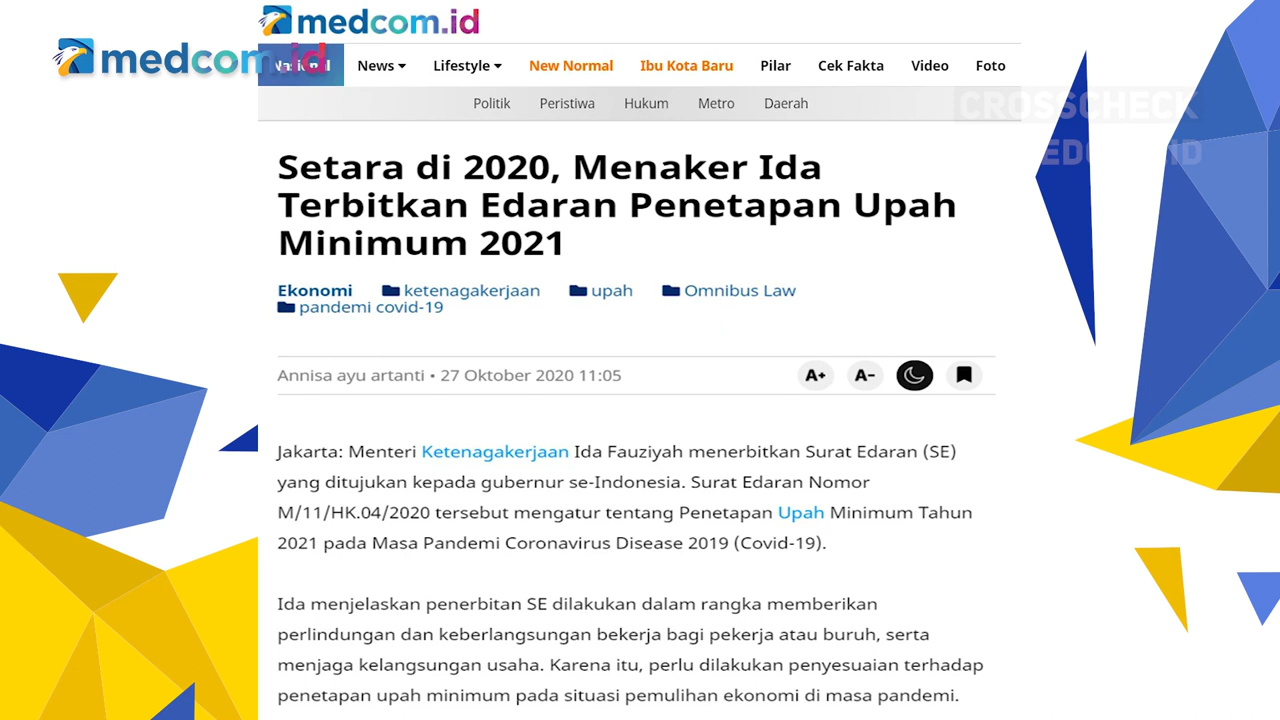 medcom.id
medcom.id
Nasional News Lifestyle New Normal Ibu Kota Baru Pilar Cek Fakta Video Foto
Politik Peristiwa Hukum Metro Daerah
CROSSCHECK
MEDCOM.ID
Setara di 2020, Menaker Ida
Terbitkan Edaran Penetapan Upah
Minimum 2021
Ekonomi ketenagakerjaan upah Omnibus Law
pandemi covid-19
Annisa ayu artanti • 27 Oktober 2020 11:05
A+ A-
Jakarta: Menteri Ketenagakerjaan Ida Fauziyah menerbitkan Surat Edaran (SE)
yang ditujukan kepada gubernur se-Indonesia. Surat Edaran Nomor
M/11/HK.04/2020 tersebut mengatur tentang Penetapan Upah Minimum Tahun
2021 pada Masa Pandemi Coronavirus Disease 2019 (Covid-19).
Ida menjelaskan penerbitan SE dilakukan dalam rangka memberikan
perlindungan dan keberlangsungan bekerja bagi pekerja atau buruh, serta
menjaga kelangsungan usaha. Karena itu, perlu dilakukan penyesuaian terhadap
penetapan upah minimum pada situasi pemulihan ekonomi di masa pandemi.